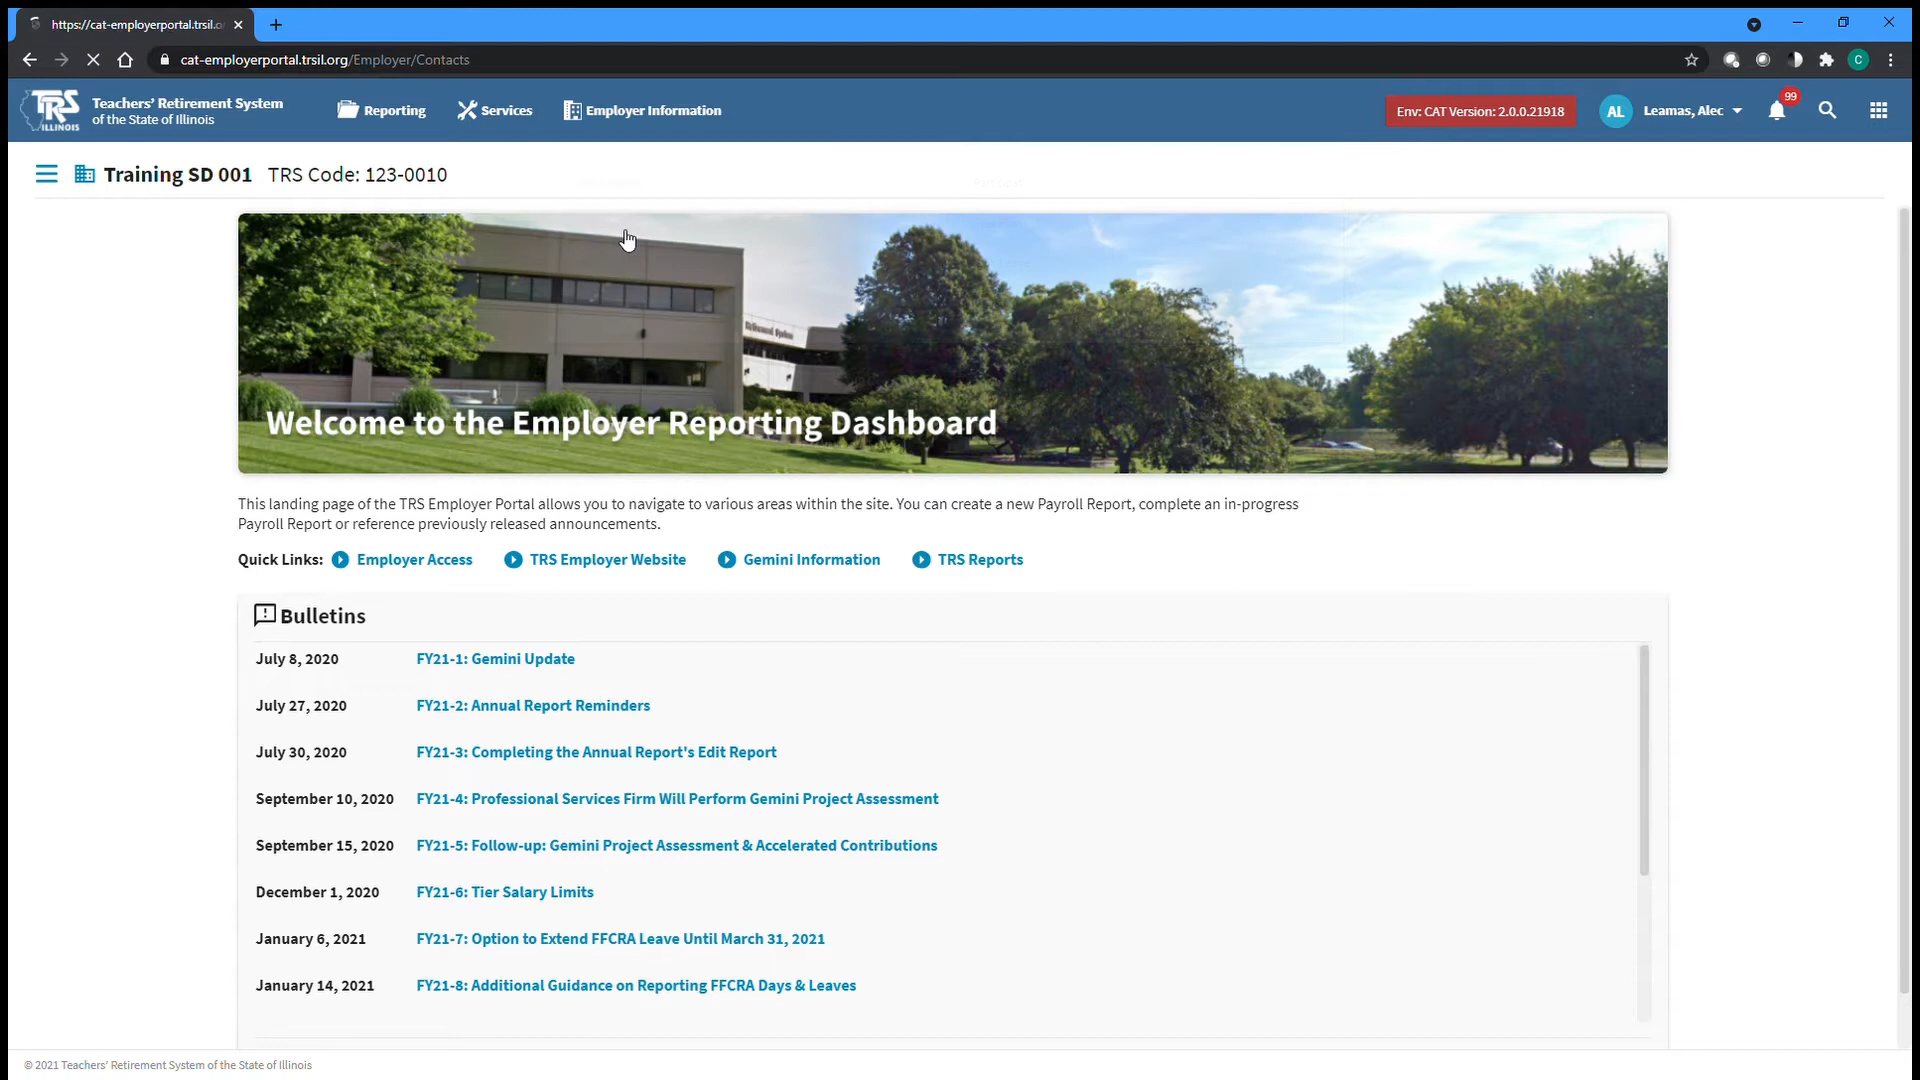 https://cat-employerportal.trsil.o
cat-employerportal.trsil.org/Employer/Contacts
C
TRS
ILLINOIS
Teachers' Retirement System
of the State of Illinois
Reporting
Services
Employer Information
Env: CAT Version: 2.0.0.21918
AL
Leamas, Alec
99
Training SD 001 TRS Code: 123-0010
Retirement System
Welcome to the Employer Reporting Dashboard
This landing page of the TRS Employer Portal allows you to navigate to various areas within the site. You can create a new Payroll Report, complete an in-progress
Payroll Report or reference previously released announcements.
Quick Links: Employer Access TRS Employer Website Gemini Information TRS Reports
Bulletins
July 8, 2020 FY21-1: Gemini Update
July 27, 2020 FY21-2: Annual Report Reminders
July 30, 2020 FY21-3: Completing the Annual Report's Edit Report
September 10, 2020 FY21-4: Professional Services Firm Will Perform Gemini Project Assessment
September 15, 2020 FY21-5: Follow-up: Gemini Project Assessment & Accelerated Contributions
December 1, 2020 FY21-6: Tier Salary Limits
January 6, 2021 FY21-7: Option to Extend FFCRA Leave Until March 31, 2021
January 14, 2021 FY21-8: Additional Guidance on Reporting FFCRA Days & Leaves
© 2021 Teachers' Retirement System of the State of Illinois